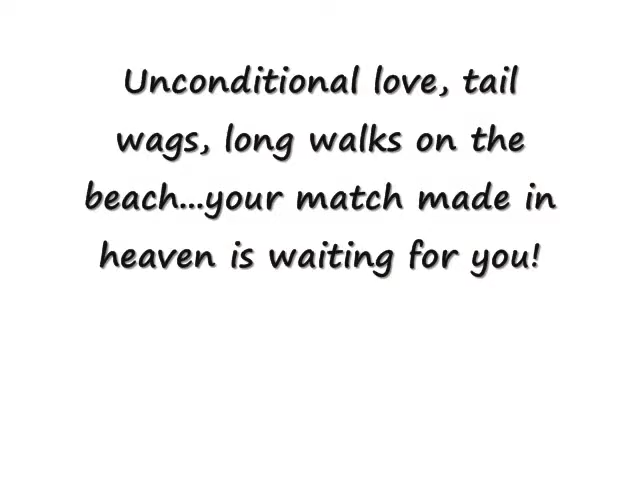 Unconditional love, tail
wags, long walks on the
beach...your match made in
heaven is waiting for you!